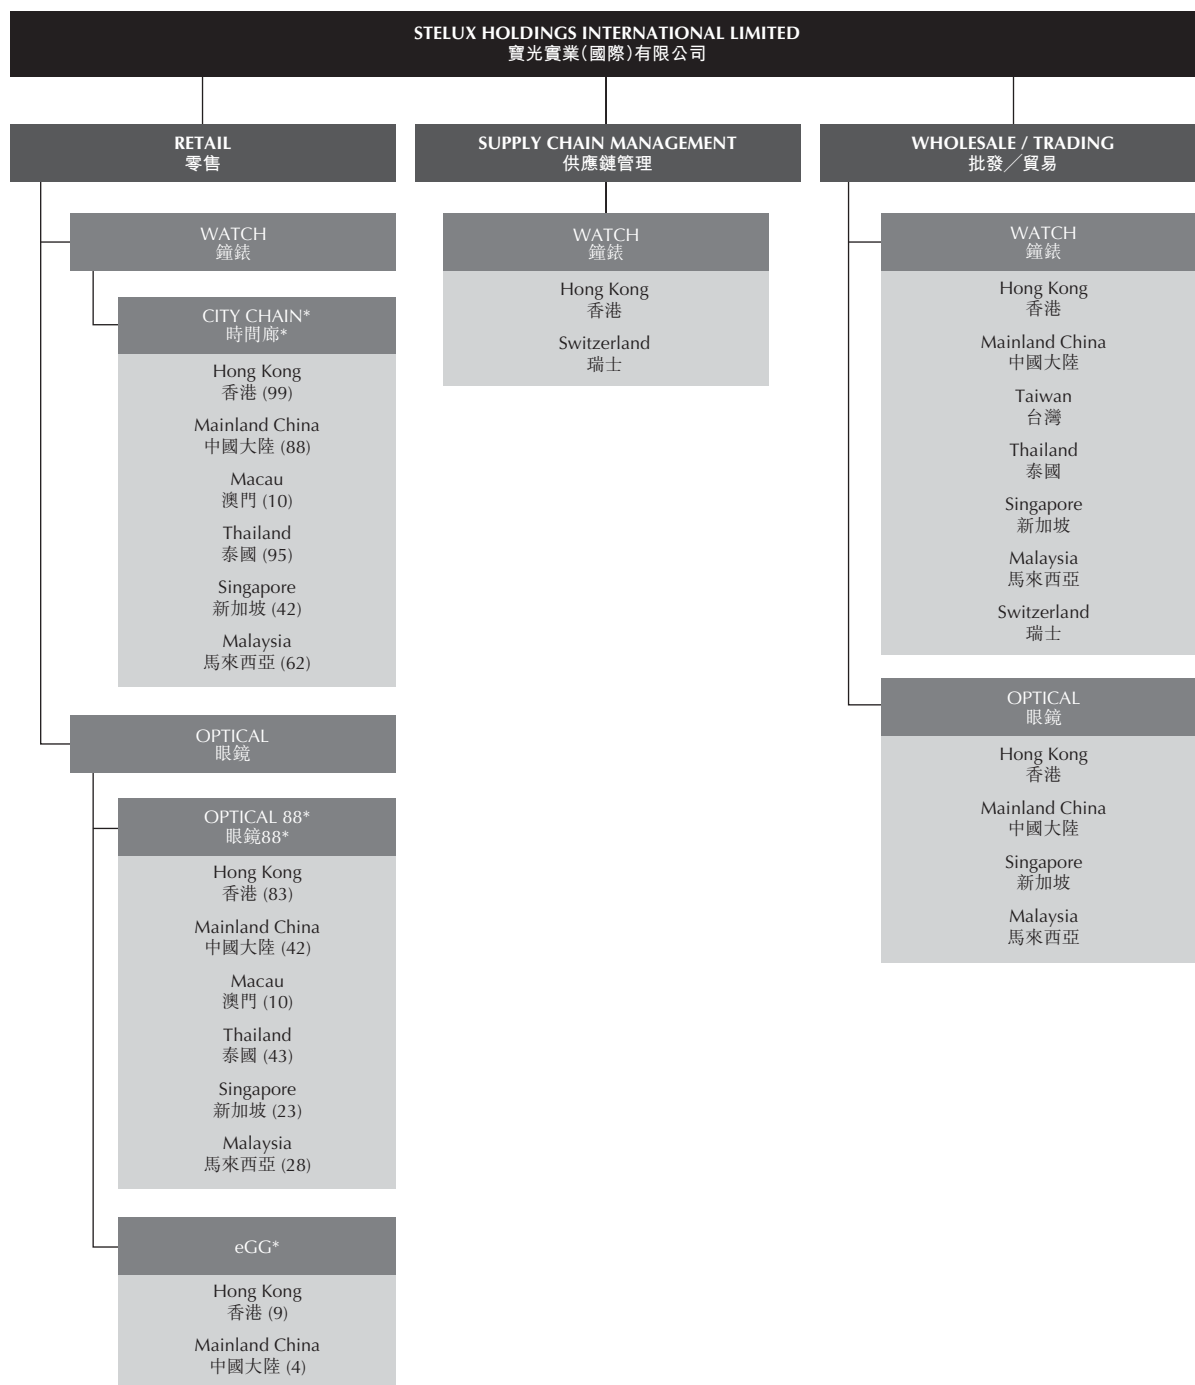 STELUX HOLDINGS INTERNATIONAL LIMITED
寶光實業(國際)有限公司
RETAIL
零售
WATCH
鐘錶
CITY CHAIN*
時間廊*
Hong Kong
香港 (99)
Mainland China
中國大陸 (88)
Macau
澳門 (10)
Thailand
泰國 (95)
Singapore
新加坡 (42)
Malaysia
馬來西亞 (62)
OPTICAL
眼鏡
OPTICAL 88*
眼鏡88*
Hong Kong
香港 (83)
Mainland China
中國大陸 (42)
Macau
澳門 (10)
Thailand
泰國 (43)
Singapore
新加坡 (23)
Malaysia
馬來西亞 (28)
eGG*
Hong Kong
香港 (9)
Mainland China
中國大陸 (4)
SUPPLY CHAIN MANAGEMENT
供應鏈管理
WATCH
鐘錶
Hong Kong
香港
Switzerland
瑞士
WHOLESALE / TRADING
批發╱貿易
WATCH
鐘錶
Hong Kong
香港
Mainland China
中國大陸
Taiwan
台灣
Thailand
泰國
Singapore
新加坡
Malaysia
馬來西亞
Switzerland
瑞士
OPTICAL
眼鏡
Hong Kong
香港
Mainland China
中國大陸
Singapore
新加坡
Malaysia
馬來西亞